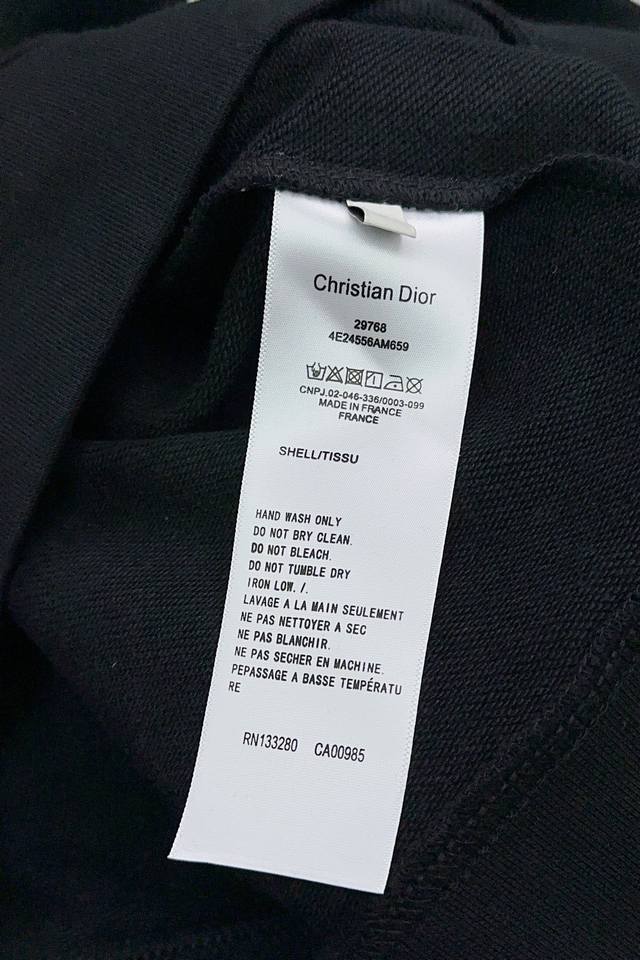 Christian Dior
29768
4E24556AM659
CNPJ.02-046-336/0003-099
MADE IN FRANCE
FRANCE
SHELL/TISSU
HAND WASH ONLY
DO NOT BRY CLEAN.
DO NOT BLEACH.
DO NOT TUMBLE DRY
IRON LOW. /.
LAVAGE A LA MAIN SEULEMENT
NE PAS NETTOYER A SEC
NE PAS BLANCHIR.
NE PAS SECHER EN MACHINE.
PEPASSAGE A BASSE TEMPÉRATU
RE
RN133280 CA00985